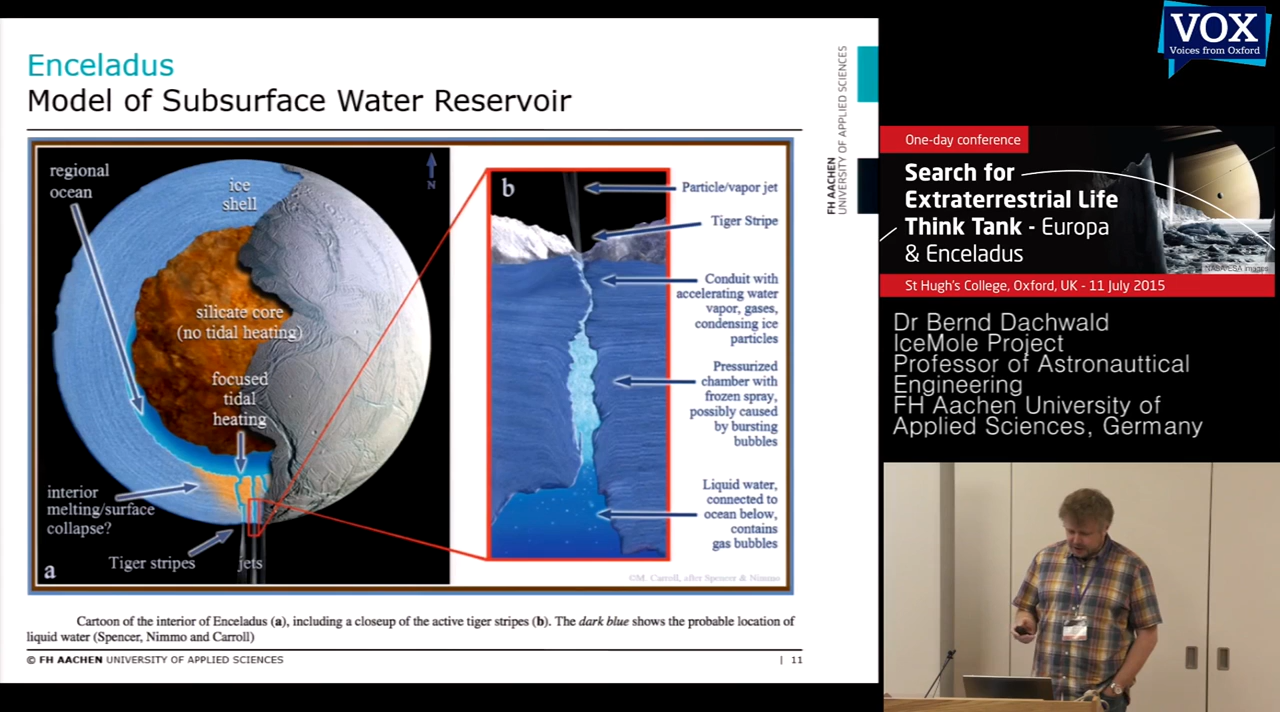 Enceladus
Model of Subsurface Water Reservoir
regional
ocean
ice
shell
N
silicate core
(no tidal heating)
focused
tidal
heating
interior
melting/surface
collapse?
Tiger stripes
jets
a
b
Particle/vapor jet
Tiger Stripe
Conduit with
accelerating water
vapor, gases,
condensing ice
particles
Pressurized
chamber with
frozen spray,
possibly caused
by bursting
bubbles
Liquid water,
connected to
ocean below,
contains
gas bubbles
©M. Carroll, after Spencer & Nimmo
Cartoon of the interior of Enceladus (a), including a closeup of the active tiger stripes (b). The dark blue shows the probable location of
liquid water (Spencer, Nimmo and Carroll)
© FH AACHEN UNIVERSITY OF APPLIED SCIENCES
| 11
FH AACHEN
UNIVERSITY OF APPLIED SCIENCES
VOX
Voices from Oxford
One-day conference
Search for
Extraterrestrial Life
Think Tank - Europa
& Enceladus
NASA/ESA images
St Hugh's College, Oxford, UK - 11 July 2015
Dr Bernd Dachwald
IceMole Project
Professor of Astronauttical
Engineering
FH Aachen University of
Applied Sciences, Germany